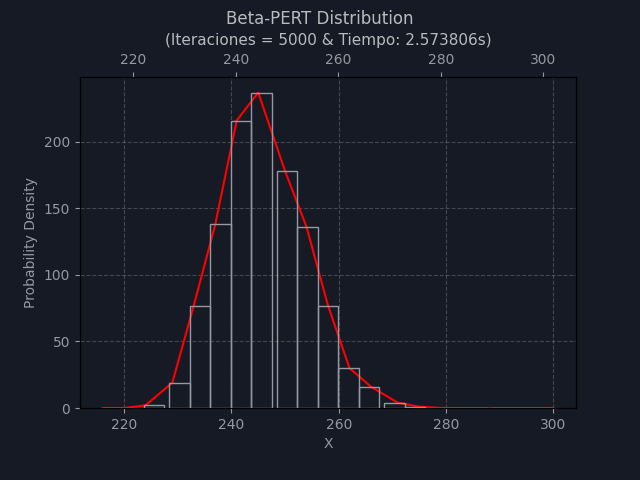 Beta-PERT Distribution
(Iteraciones = 5000 & Tiempo: 2.573806s)
220 240 260 280 300
200
150
100
50
0
Probability Density
220 240 260 280 300
X